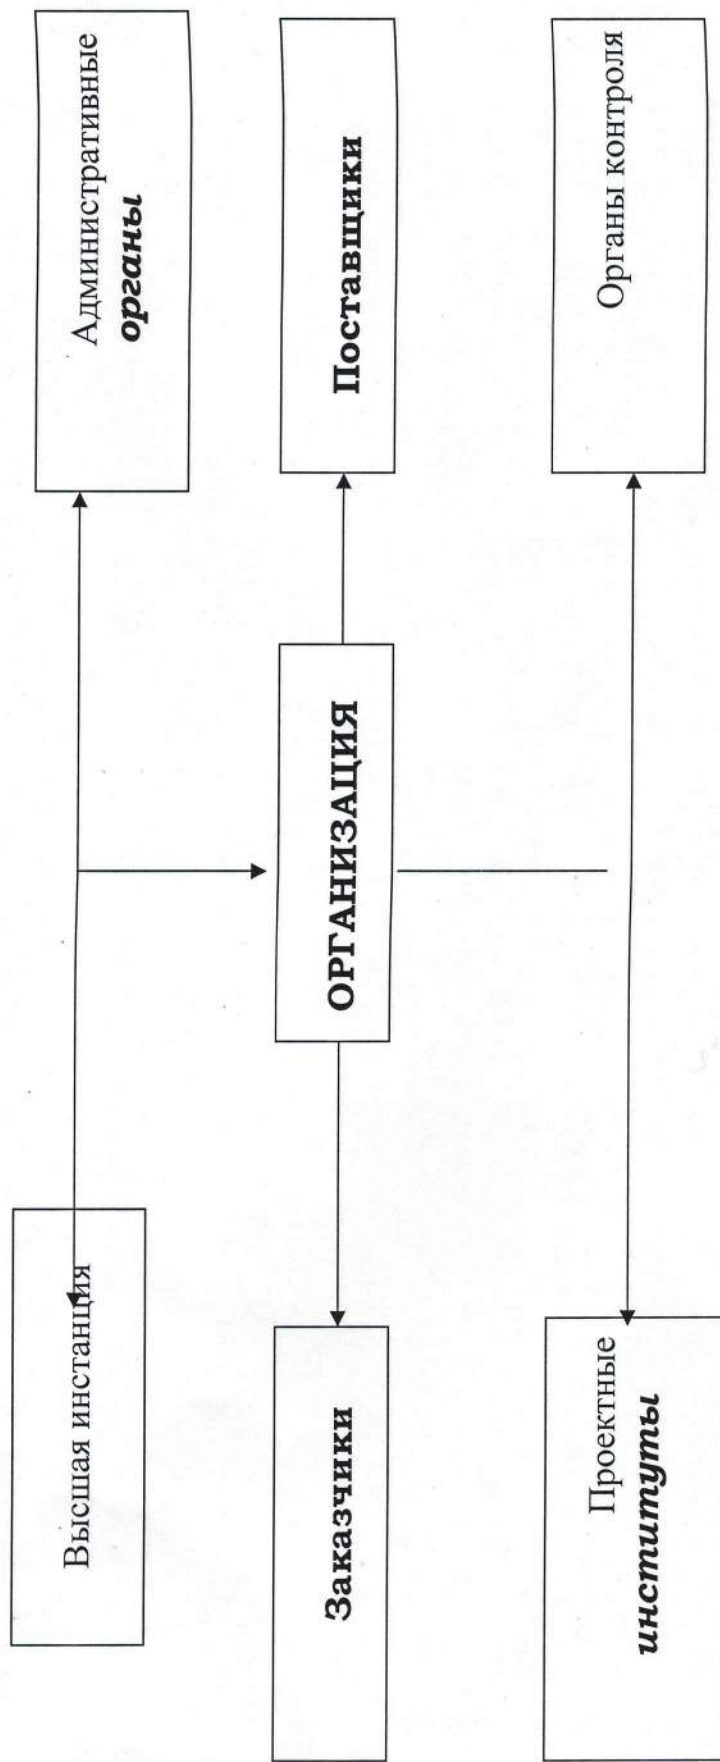 Высшая инстанция
Административные
органы
Заказчики
ОРГАНИЗАЦИЯ
Поставщики
Проектные
институты
Органы контроля